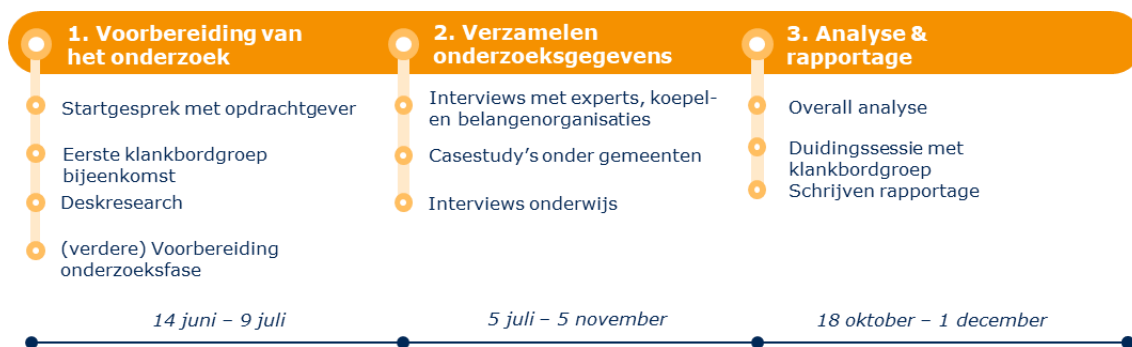 1. Voorbereiding van
het onderzoek
Startgesprek met opdrachtgever
Eerste klankbordgroep
bijeenkomst
Deskresearch
(verdere) Voorbereiding
onderzoeksfase
14 juni – 9 juli
2. Verzamelen
onderzoeksgegevens
Interviews met experts, koepel-
en belangenorganisaties
Casestudy’s onder gemeenten
Interviews onderwijs
5 juli – 5 november
3. Analyse &
rapportage
Overall analyse
Duidingssessie met
klankbordgroep
Schrijven rapportage
18 oktober – 1 december